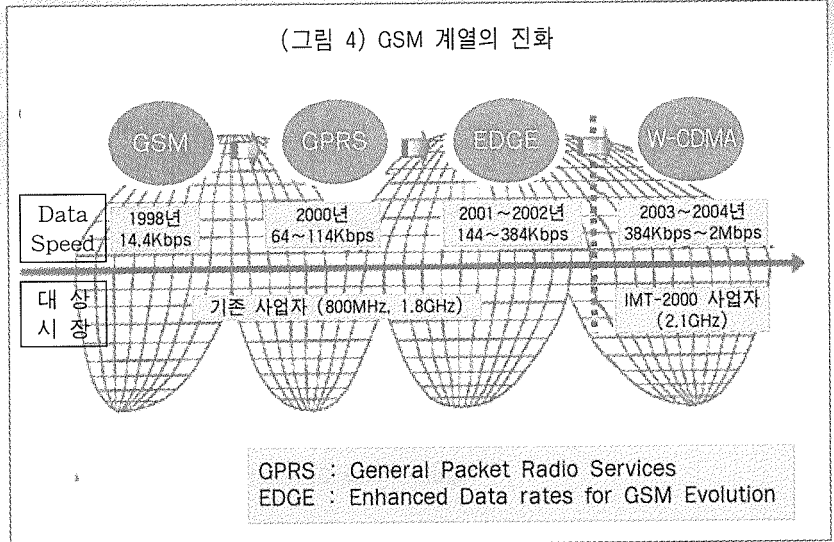 (그림 4) GSM 계열의 진화
GSM
GPRS
EDGE
W-CDMA
Data
Speed
1998년
14.4Kbps
2000년
64~114Kbps
2001~2002년
144~384Kbps
2003~2004년
384Kbps~2Mbps
대 상
시 장
기존 사업자 (800MHz, 1.8GHz)
IMT-2000 사업자
(2.1GHz)
GPRS : General Packet Radio Services
EDGE : Enhanced Data rates for GSM Evolution